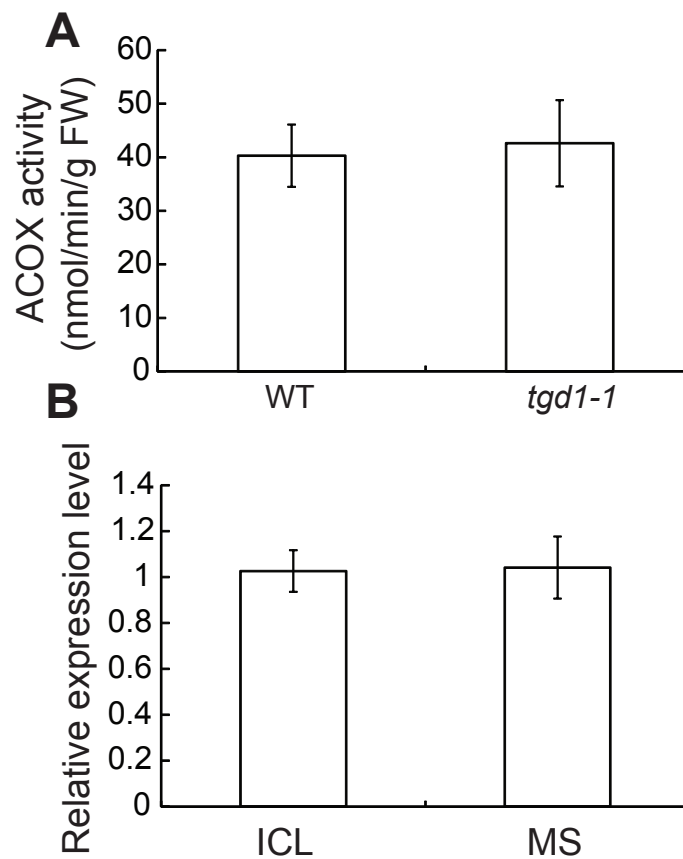 A
ACOX activity
(nmol/min/g FW)
60
50
40
30
20
10
0
WT tgd1-1
B
Relative expression level
1.4
1.2
1
0.8
0.6
0.4
0.2
0
ICL MS